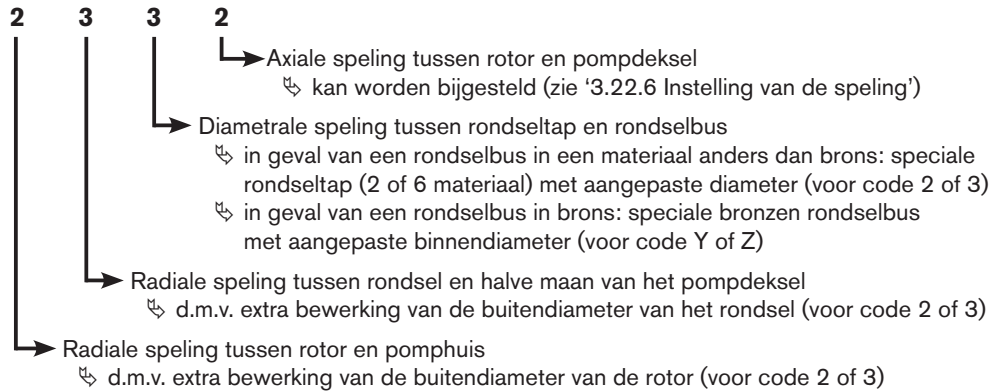 2 3 3 2
Axiale speling tussen rotor en pompdeksel
kan worden bijgesteld (zie ‘3.22.6 Instelling van de speling’)
Diametrale speling tussen rondseltap en rondselbus
in geval van een rondselbus in een materiaal anders dan brons: speciale
rondseltap (2 of 6 materiaal) met aangepaste diameter (voor code 2 of 3)
in geval van een rondselbus in brons: speciale bronzen rondselbus
met aangepaste binnendiameter (voor code Y of Z)
Radiale speling tussen rondsel en halve maan van het pompdeksel
d.m.v. extra bewerking van de buitendiameter van het rondsel (voor code 2 of 3)
Radiale speling tussen rotor en pomphuis
d.m.v. extra bewerking van de buitendiameter van de rotor (voor code 2 of 3)